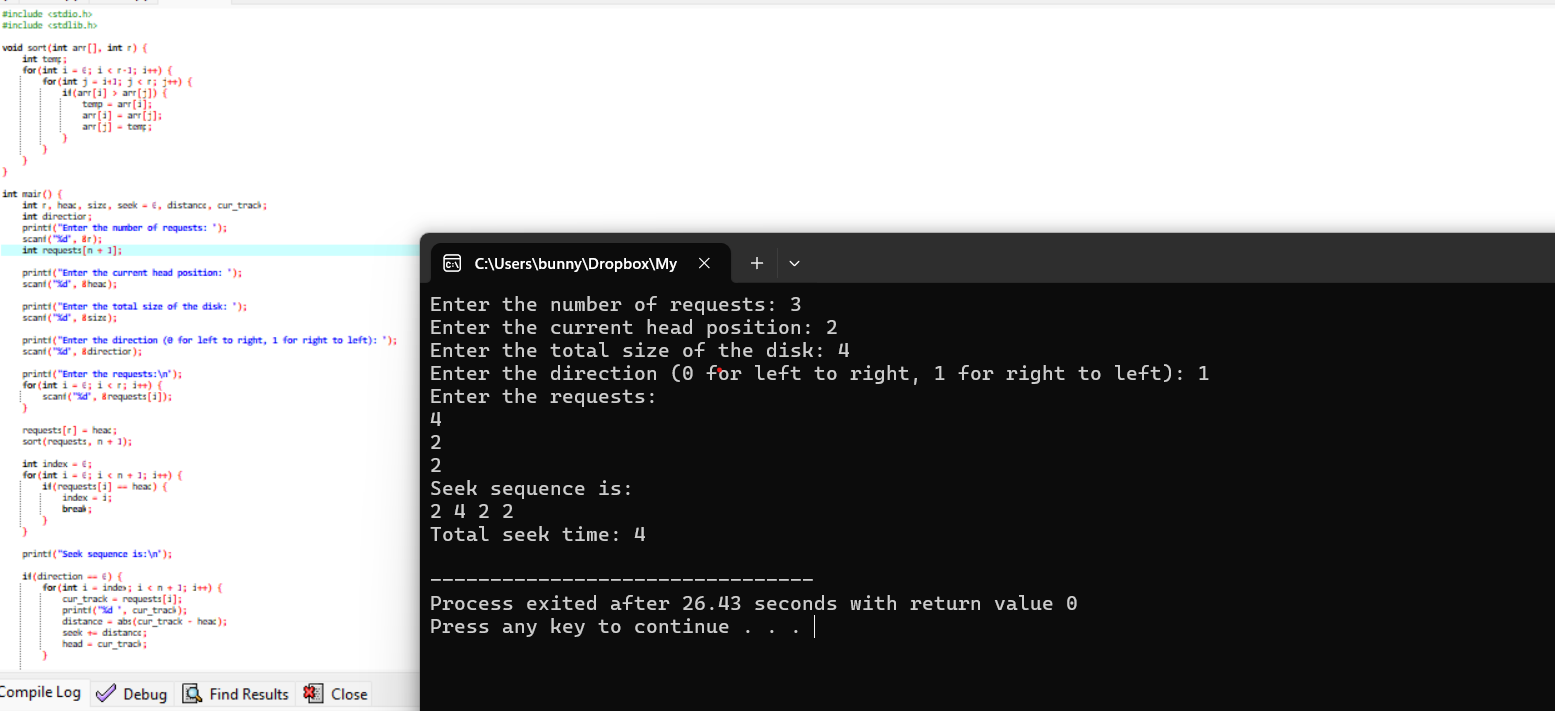 #include <stdio.h>
#include <stdlib.h>
void sort(int arr[], int r) {
int temp;
for(int i = 0; i < r-1; i++) {
for(int j = i+1; j < r; j++) {
if(arr[i] > arr[j]) {
temp = arr[i];
arr[i] = arr[j];
arr[j] = temp;
}
}
}
}
int main() {
int r, head, size, seek = 0, distance, cur_track;
int direction;
printf("Enter the number of requests: ");
scanf("%d", &r);
int requests[n + 1];
printf("Enter the current head position: ");
scanf("%d", &head);
printf("Enter the total size of the disk: ");
scanf("%d", &size);
printf("Enter the direction (0 for left to right, 1 for right to left): ");
scanf("%d", &direction);
printf("Enter the requests:\n");
for(int i = 0; i < r; i++) {
scanf("%d", &requests[i]);
}
requests[r] = head;
sort(requests, n + 1);
int index = 0;
for(int i = 0; i < n + 1; i++) {
if(requests[i] == head) {
index = i;
break;
}
}
printf("Seek sequence is:\n");
if(direction == 0) {
for(int i = index; i < n + 1; i++) {
cur_track = requests[i];
printf("%d ", cur_track);
distance = abs(cur_track - head);
seek += distance;
head = cur_track;
}
Compile Log Debug Find Results Close
C:\Users\bunny\Dropbox\My
Enter the number of requests: 3
Enter the current head position: 2
Enter the total size of the disk: 4
Enter the direction (0 for left to right, 1 for right to left): 1
Enter the requests:
4
2
2
Seek sequence is:
2 4 2 2
Total seek time: 4
--------------------------------
Process exited after 26.43 seconds with return value 0
Press any key to continue . . .